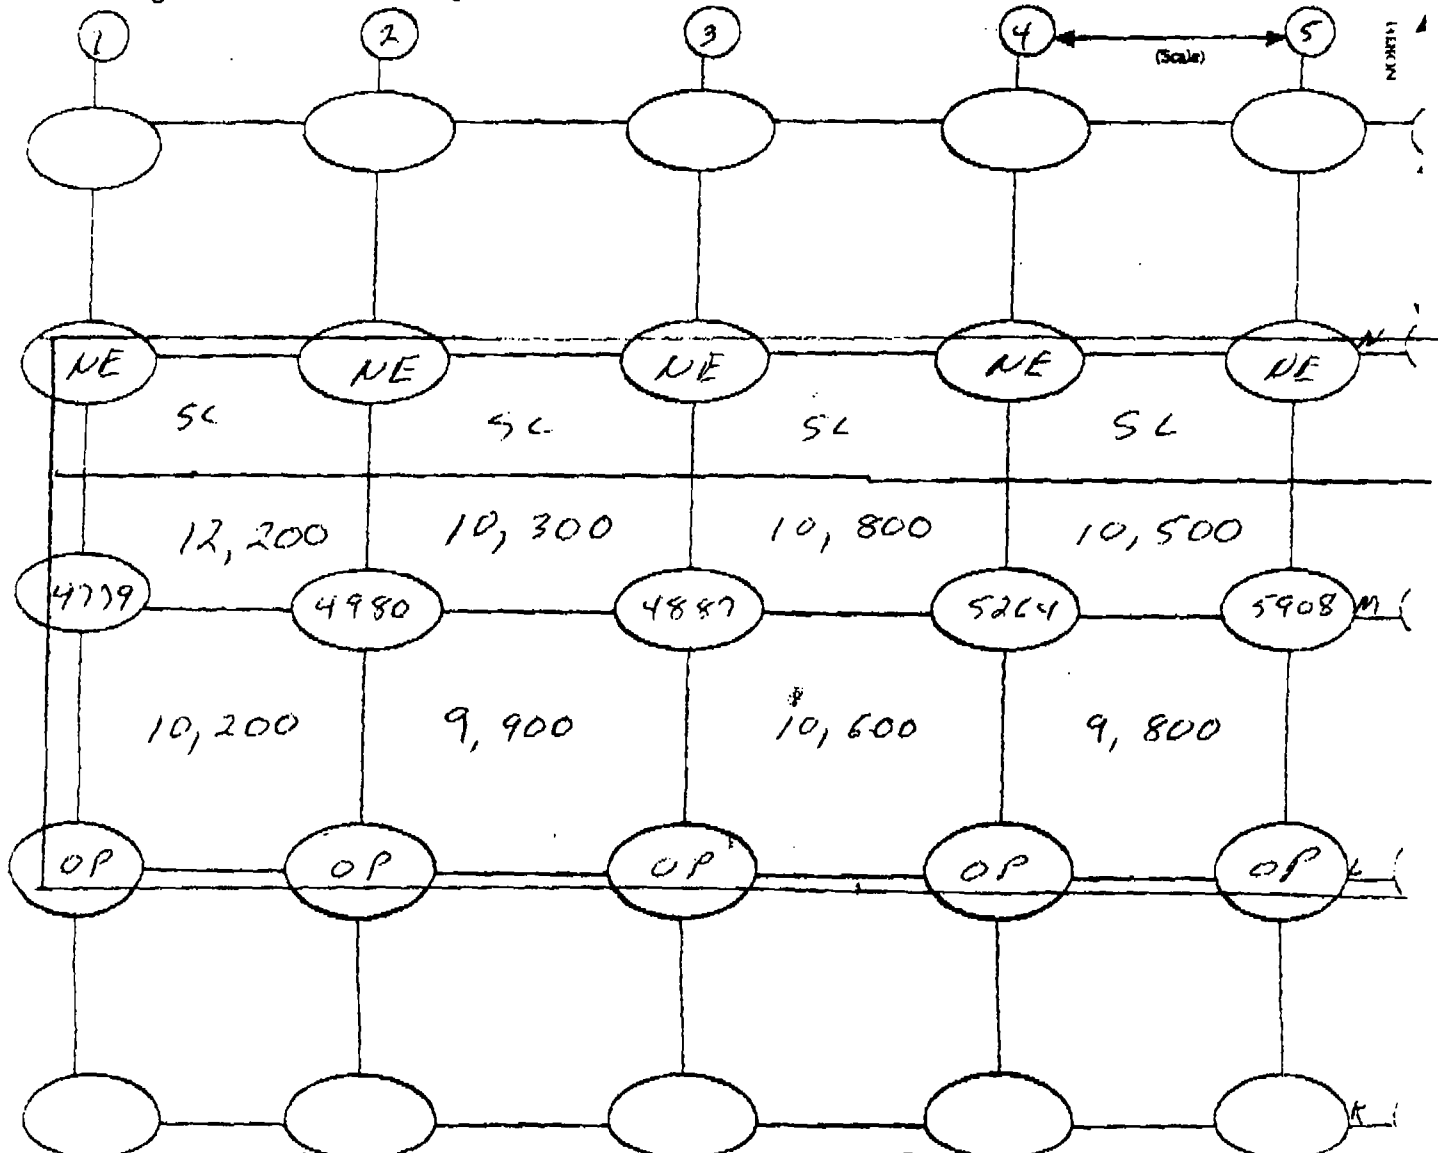 1 2 3 4 5
(Scale)
NE NE NE NE NE N
SL SL SL SL
12,200 10,300 10,800 10,500
4779 4980 4887 5264 5908 M
10,200 9,900 10,600 9,800
OP OP OP OP OP L
K